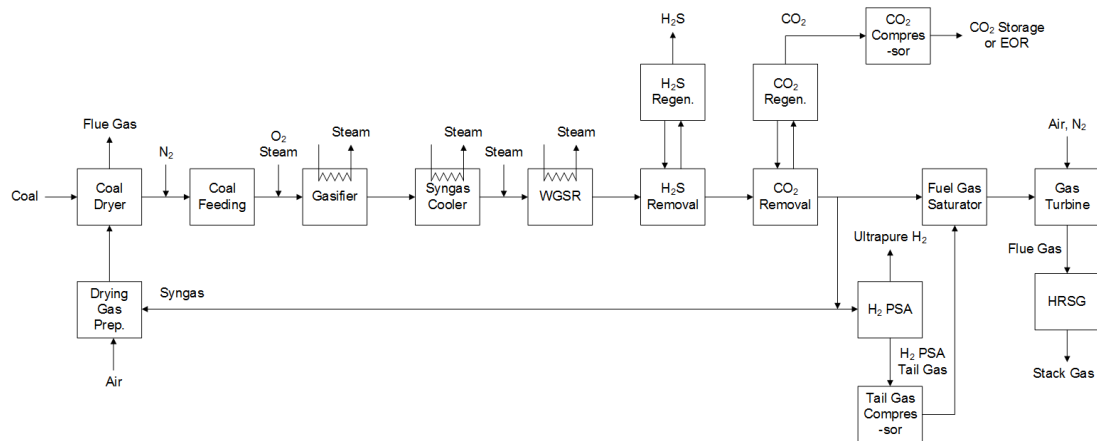 H₂S
CO₂
CO₂
Compres
-sor
CO₂ Storage
or EOR
H₂S
Regen.
CO₂
Regen.
Flue Gas
N₂
O₂
Steam
Steam
Steam
Steam
Steam
Air, N₂
Coal
Coal
Dryer
Coal
Feeding
Gasifier
Syngas
Cooler
WGSR
H₂S
Removal
CO₂
Removal
Fuel Gas
Saturator
Gas
Turbine
Ultrapure H₂
Flue Gas
Drying
Gas
Prep.
Syngas
H₂ PSA
HRSG
Air
H₂ PSA
Tail Gas
Stack Gas
Tail Gas
Compres
-sor